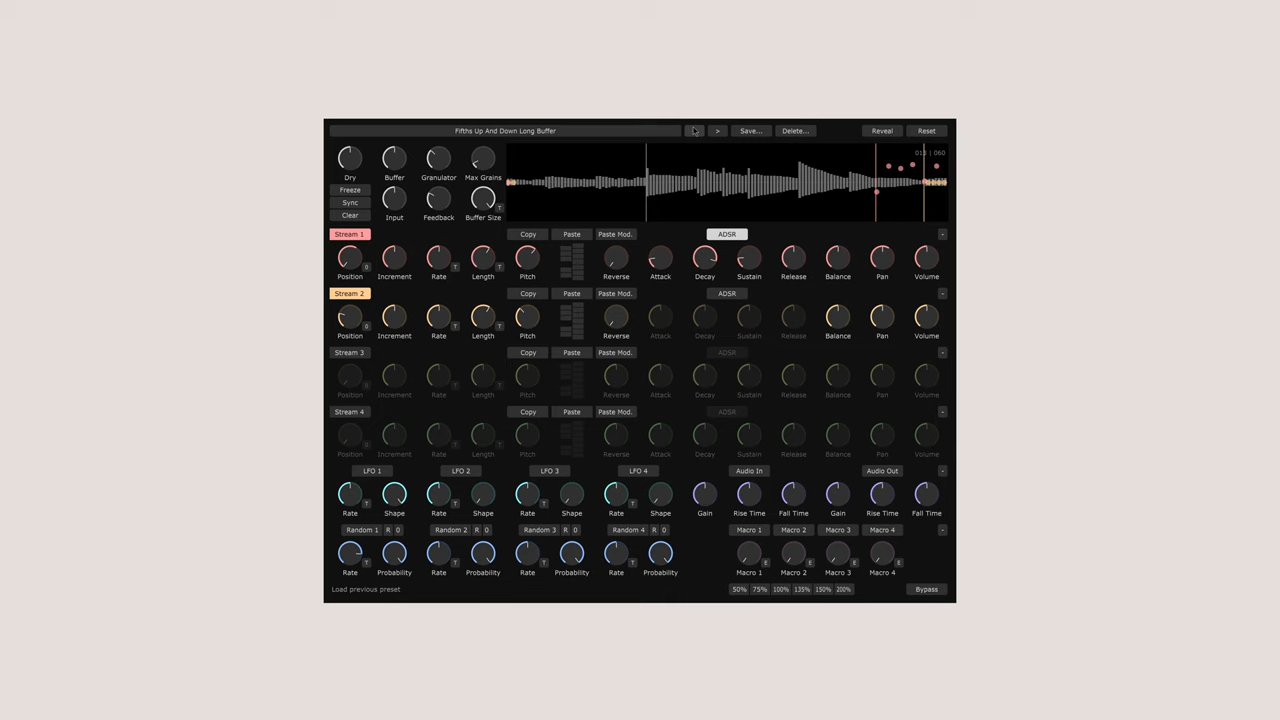 Fifths Up And Down Long Buffer > Save... Delete... Reveal Reset
Dry Buffer Granulator Max Grains
Freeze
Sync
Clear
Input Feedback Buffer Size T
060
Stream 1 Copy Paste Paste Mod. ADSR -
Position 0 Increment Rate T Length T Pitch Reverse Attack Decay Sustain Release Balance Pan Volume
Stream 2 Copy Paste Paste Mod. ADSR -
Position 0 Increment Rate T Length T Pitch Reverse Attack Decay Sustain Release Balance Pan Volume
Stream 3 Copy Paste Paste Mod. ADSR -
Position 0 Increment Rate T Length T Pitch Reverse Attack Decay Sustain Release Balance Pan Volume
Stream 4 Copy Paste Paste Mod. ADSR -
Position 0 Increment Rate T Length T Pitch Reverse Attack Decay Sustain Release Balance Pan Volume
LFO 1 LFO 2 LFO 3 LFO 4 Audio In Audio Out -
Rate T Shape Rate T Shape Rate T Shape Rate T Shape Gain Rise Time Fall Time Gain Rise Time Fall Time
Random 1 R 0 Random 2 R 0 Random 3 R 0 Random 4 R 0 Macro 1 Macro 2 Macro 3 Macro 4 -
Rate T Probability Rate T Probability Rate T Probability Rate T Probability Macro 1 E Macro 2 E Macro 3 E Macro 4 E
Load previous preset 50% 75% 100% 135% 150% 200% Bypass